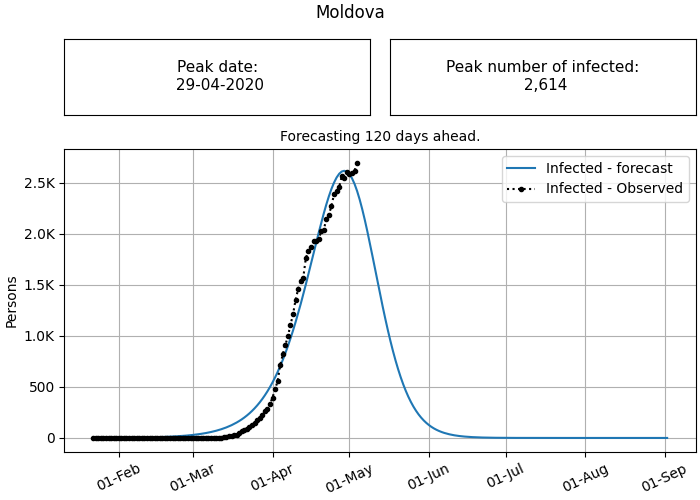 Moldova
Peak date:
29-04-2020
Peak number of infected:
2,614
Forecasting 120 days ahead.
Infected - forecast
Infected - Observed
Persons
2.5K
2.0K
1.5K
1.0K
500
0
01-Feb
01-Mar
01-Apr
01-May
01-Jun
01-Jul
01-Aug
01-Sep